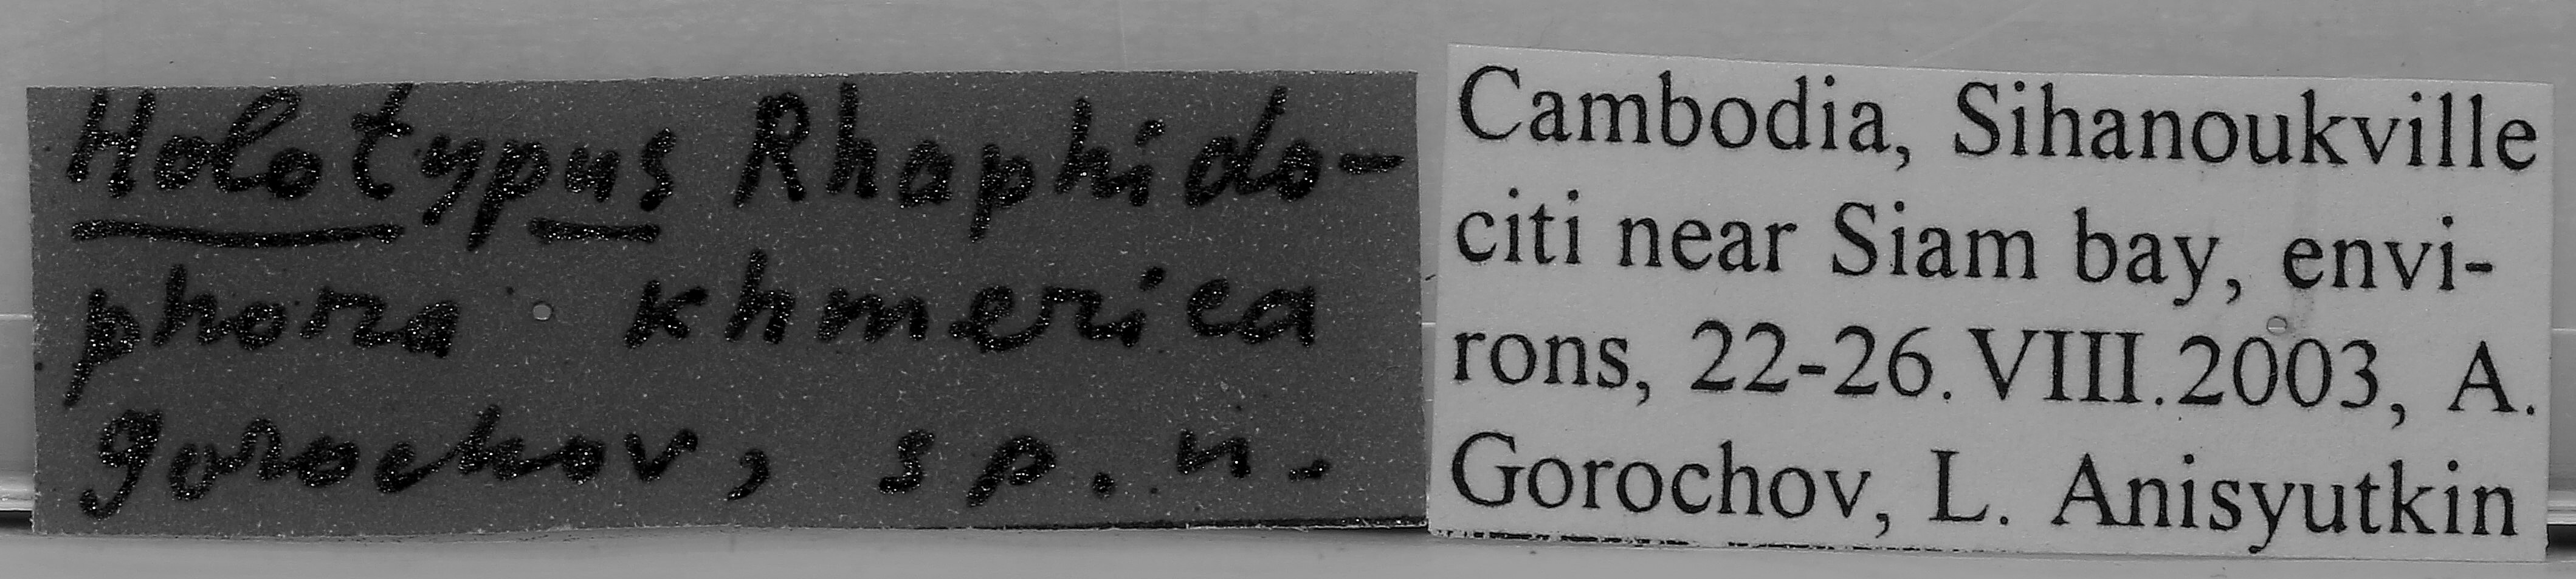 Holotypus Rhaphido-
phora khmerica
Gorochov, sp. n.
Cambodia, Sihanoukville
citi near Siam bay, envi-
rons, 22-26.VIII.2003, A.
Gorochov, L. Anisyutkin